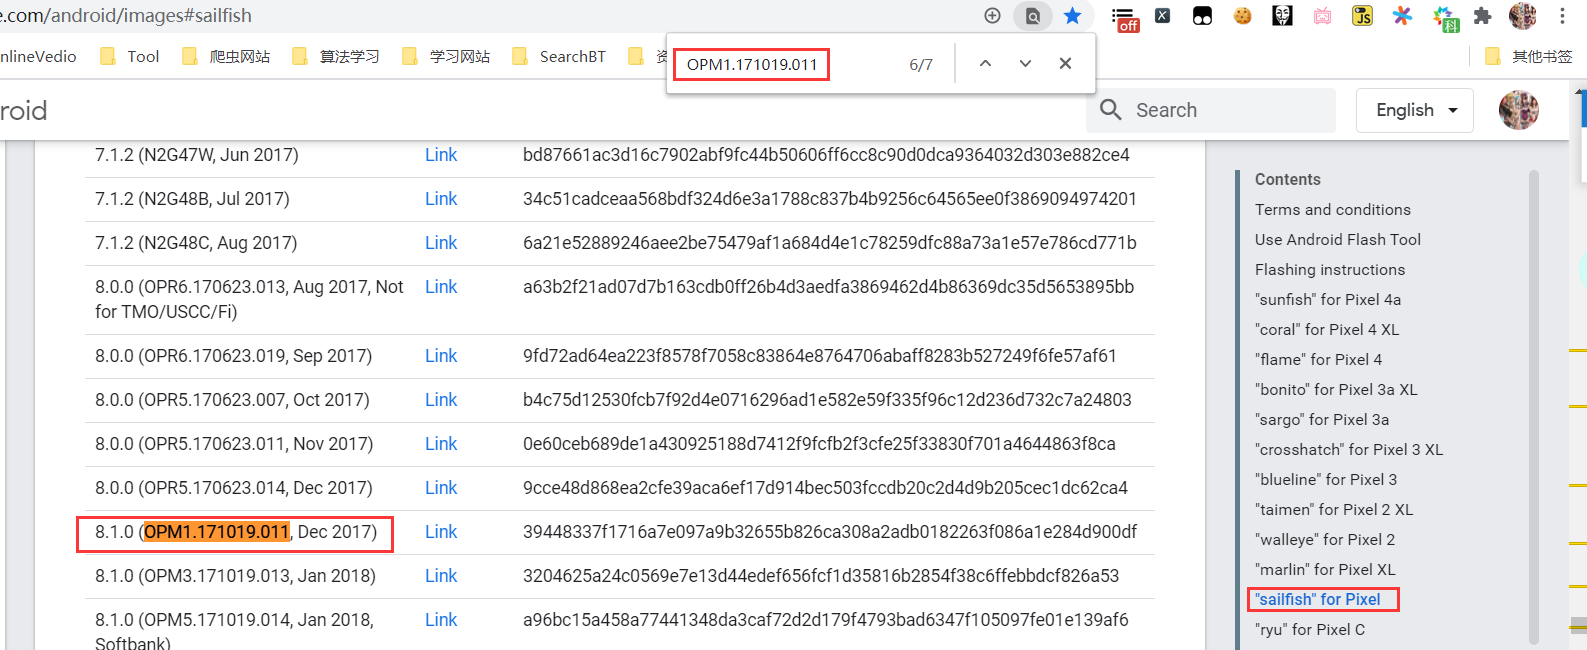 e.com/android/images#sailfish
off
JS
科
nlineVedio
Tool
爬虫网站
算法学习
学习网站
SearchBT
其他书签
OPM1.171019.011
6/7
roid
Search
English
7.1.2 (N2G47W, Jun 2017) Link bd87661ac3d16c7902abf9fc44b50606ff6cc8c90d0dca9364032d303e882ce4
7.1.2 (N2G48B, Jul 2017) Link 34c51cadceaa568bdf324d6e3a1788c837b4b9256c64565ee0f3869094974201
7.1.2 (N2G48C, Aug 2017) Link 6a21e52889246aee2be75479af1a684d4e1c78259dfc88a73a1e57e786cd771b
8.0.0 (OPR6.170623.013, Aug 2017, Not Link a63b2f21ad07d7b163cdb0ff26b4d3aedfa3869462d4b86369dc35d5653895bb
for TMO/USCC/Fi)
8.0.0 (OPR6.170623.019, Sep 2017) Link 9fd72ad64ea223f8578f7058c83864e8764706abaff8283b527249f6fe57af61
8.0.0 (OPR5.170623.007, Oct 2017) Link b4c75d12530fcb7f92d4e0716296ad1e582e59f335f96c12d236d732c7a24803
8.0.0 (OPR5.170623.011, Nov 2017) Link 0e60ceb689de1a430925188d7412f9fcfb2f3cfe25f33830f701a4644863f8ca
8.0.0 (OPR5.170623.014, Dec 2017) Link 9cce48d868ea2cfe39aca6ef17d914bec503fccdb20c2d4d9b205cec1dc62ca4
8.1.0 (OPM1.171019.011, Dec 2017) Link 39448337f1716a7e097a9b32655b826ca308a2adb0182263f086a1e284d900df
8.1.0 (OPM3.171019.013, Jan 2018) Link 3204625a24c0569e7e13d44edef656fcf1d35816b2854f38c6ffebbdcf826a53
8.1.0 (OPM5.171019.014, Jan 2018, Link a96bc15a458a77441348da3caf72d2d179f4793bad6347f105097fe01e139af6
Softbank)
Contents
Terms and conditions
Use Android Flash Tool
Flashing instructions
"sunfish" for Pixel 4a
"coral" for Pixel 4 XL
"flame" for Pixel 4
"bonito" for Pixel 3a XL
"sargo" for Pixel 3a
"crosshatch" for Pixel 3 XL
"blueline" for Pixel 3
"taimen" for Pixel 2 XL
"walleye" for Pixel 2
"marlin" for Pixel XL
"sailfish" for Pixel
"ryu" for Pixel C